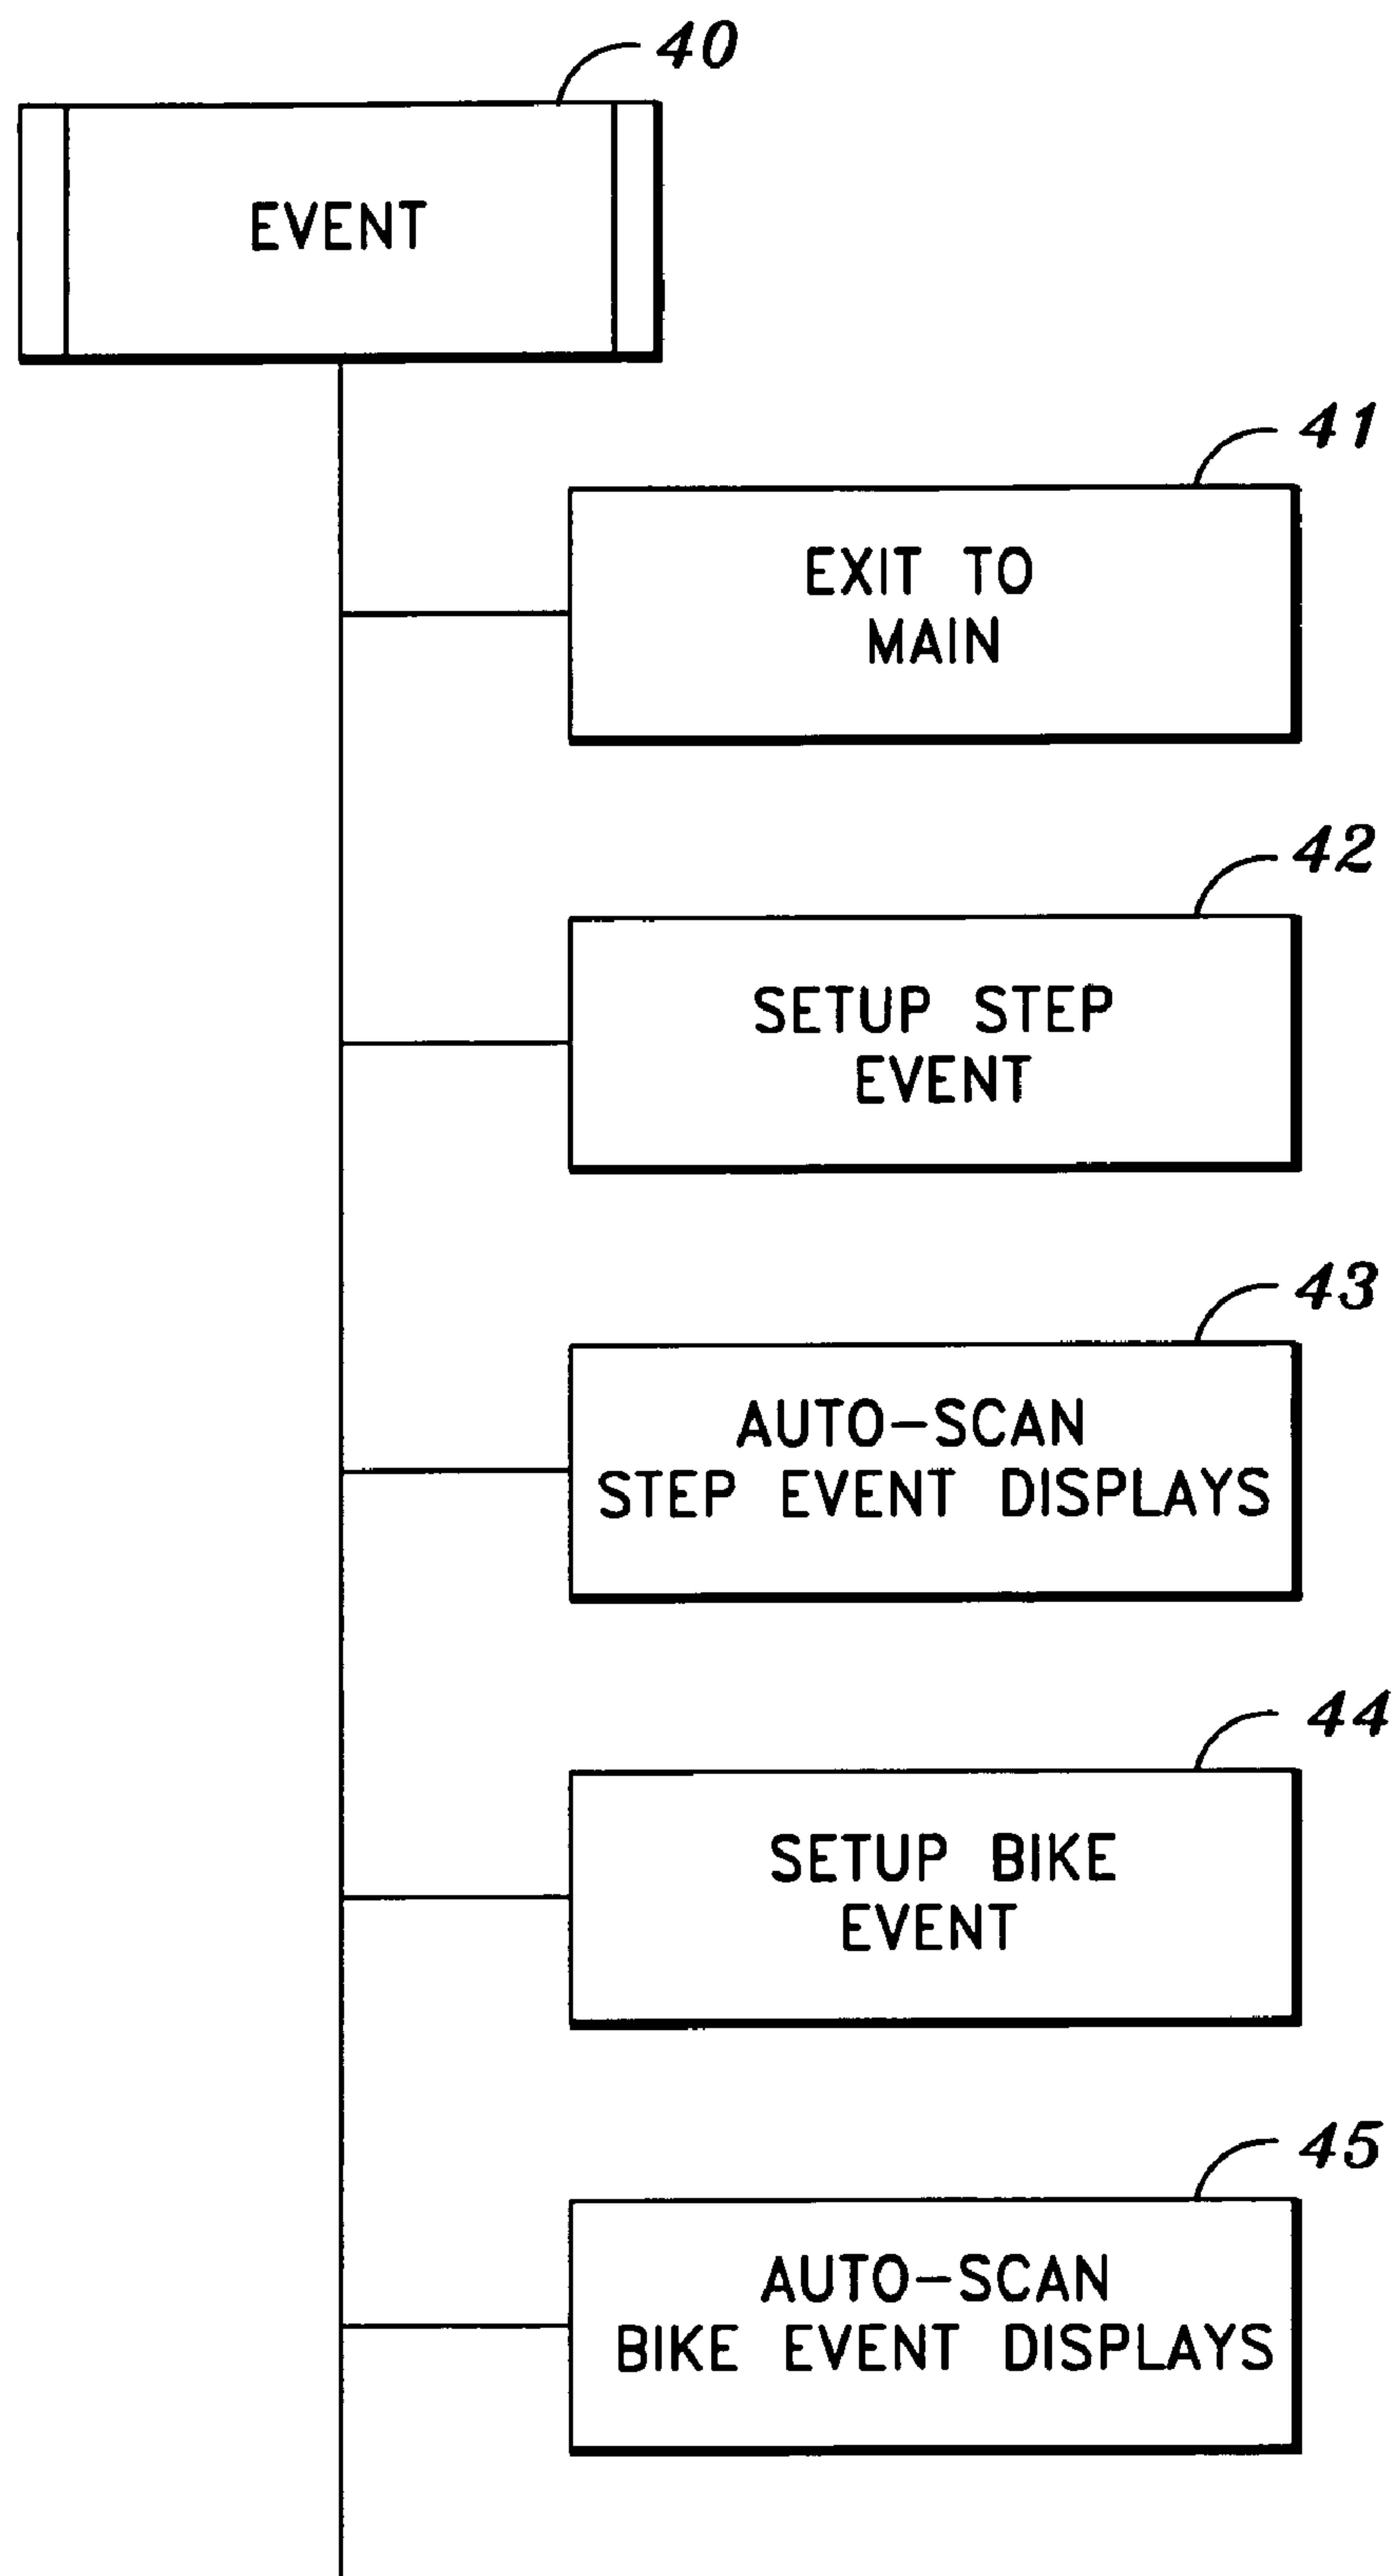 40
EVENT
41
EXIT TO
MAIN
42
SETUP STEP
EVENT
43
AUTO-SCAN
STEP EVENT DISPLAYS
44
SETUP BIKE
EVENT
45
AUTO-SCAN
BIKE EVENT DISPLAYS